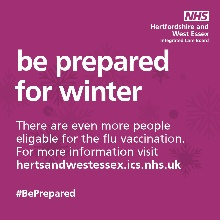 NHS
Hertfordshire and
West Essex
Integrated Care Board
be prepared
for winter
There are even more people
eligable for the flu vaccination.
For more information visit
hertsandwestessex.ics.nhs.uk
#BePrepared